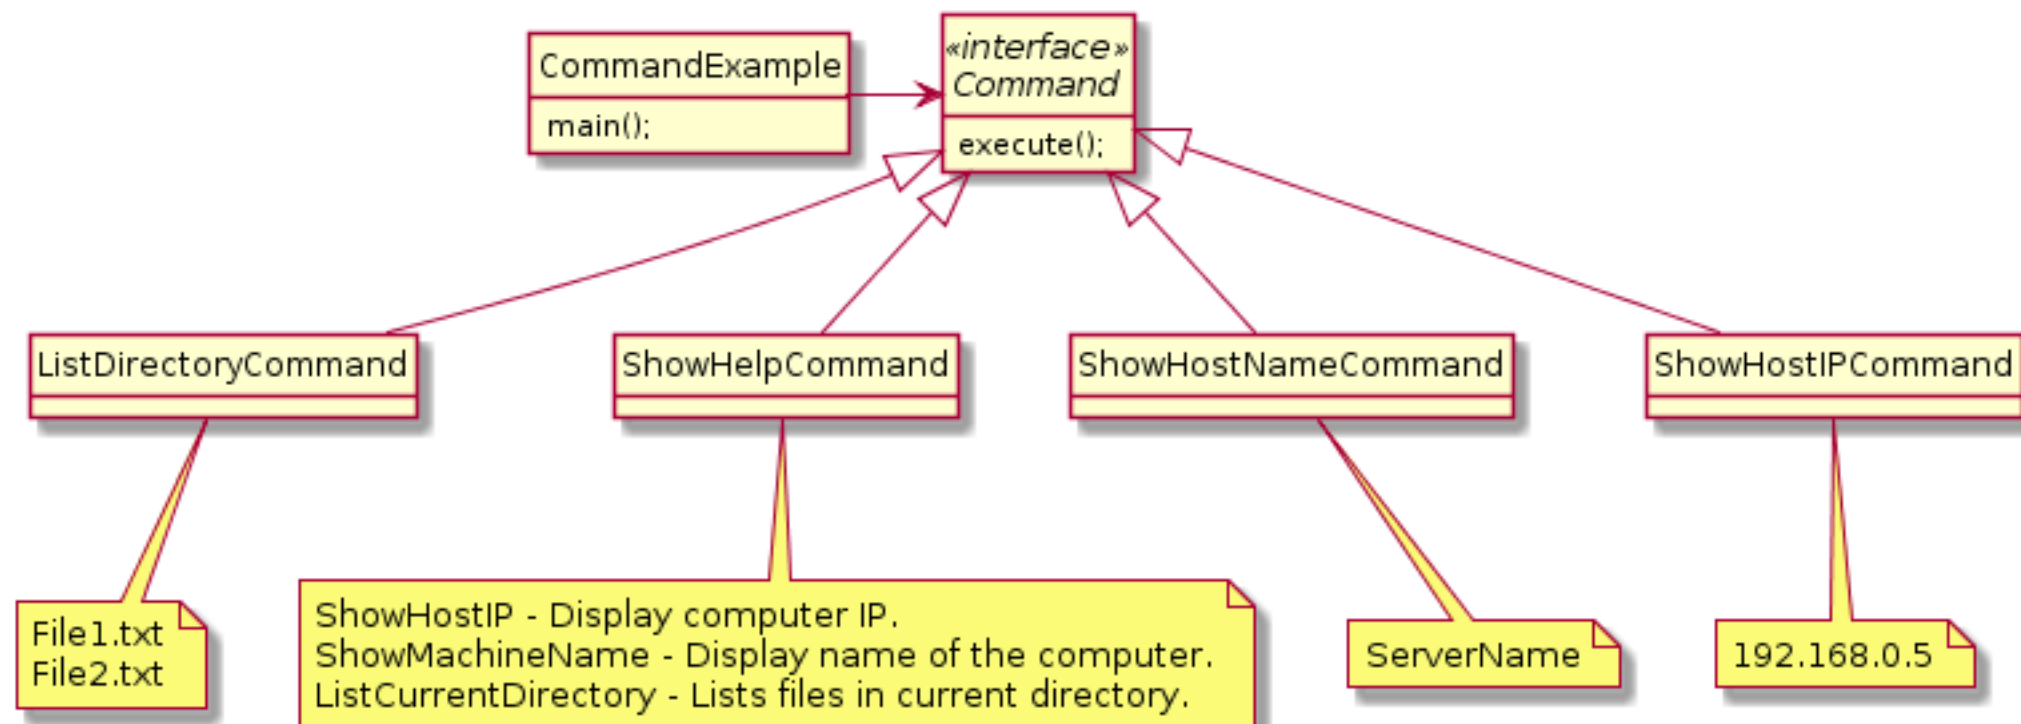 CommandExample
main();
«interface»
Command
execute();
ListDirectoryCommand
ShowHelpCommand
ShowHostNameCommand
ShowHostIPCommand
File1.txt
File2.txt
ShowHostIP - Display computer IP.
ShowMachineName - Display name of the computer.
ListCurrentDirectory - Lists files in current directory.
ServerName
192.168.0.5